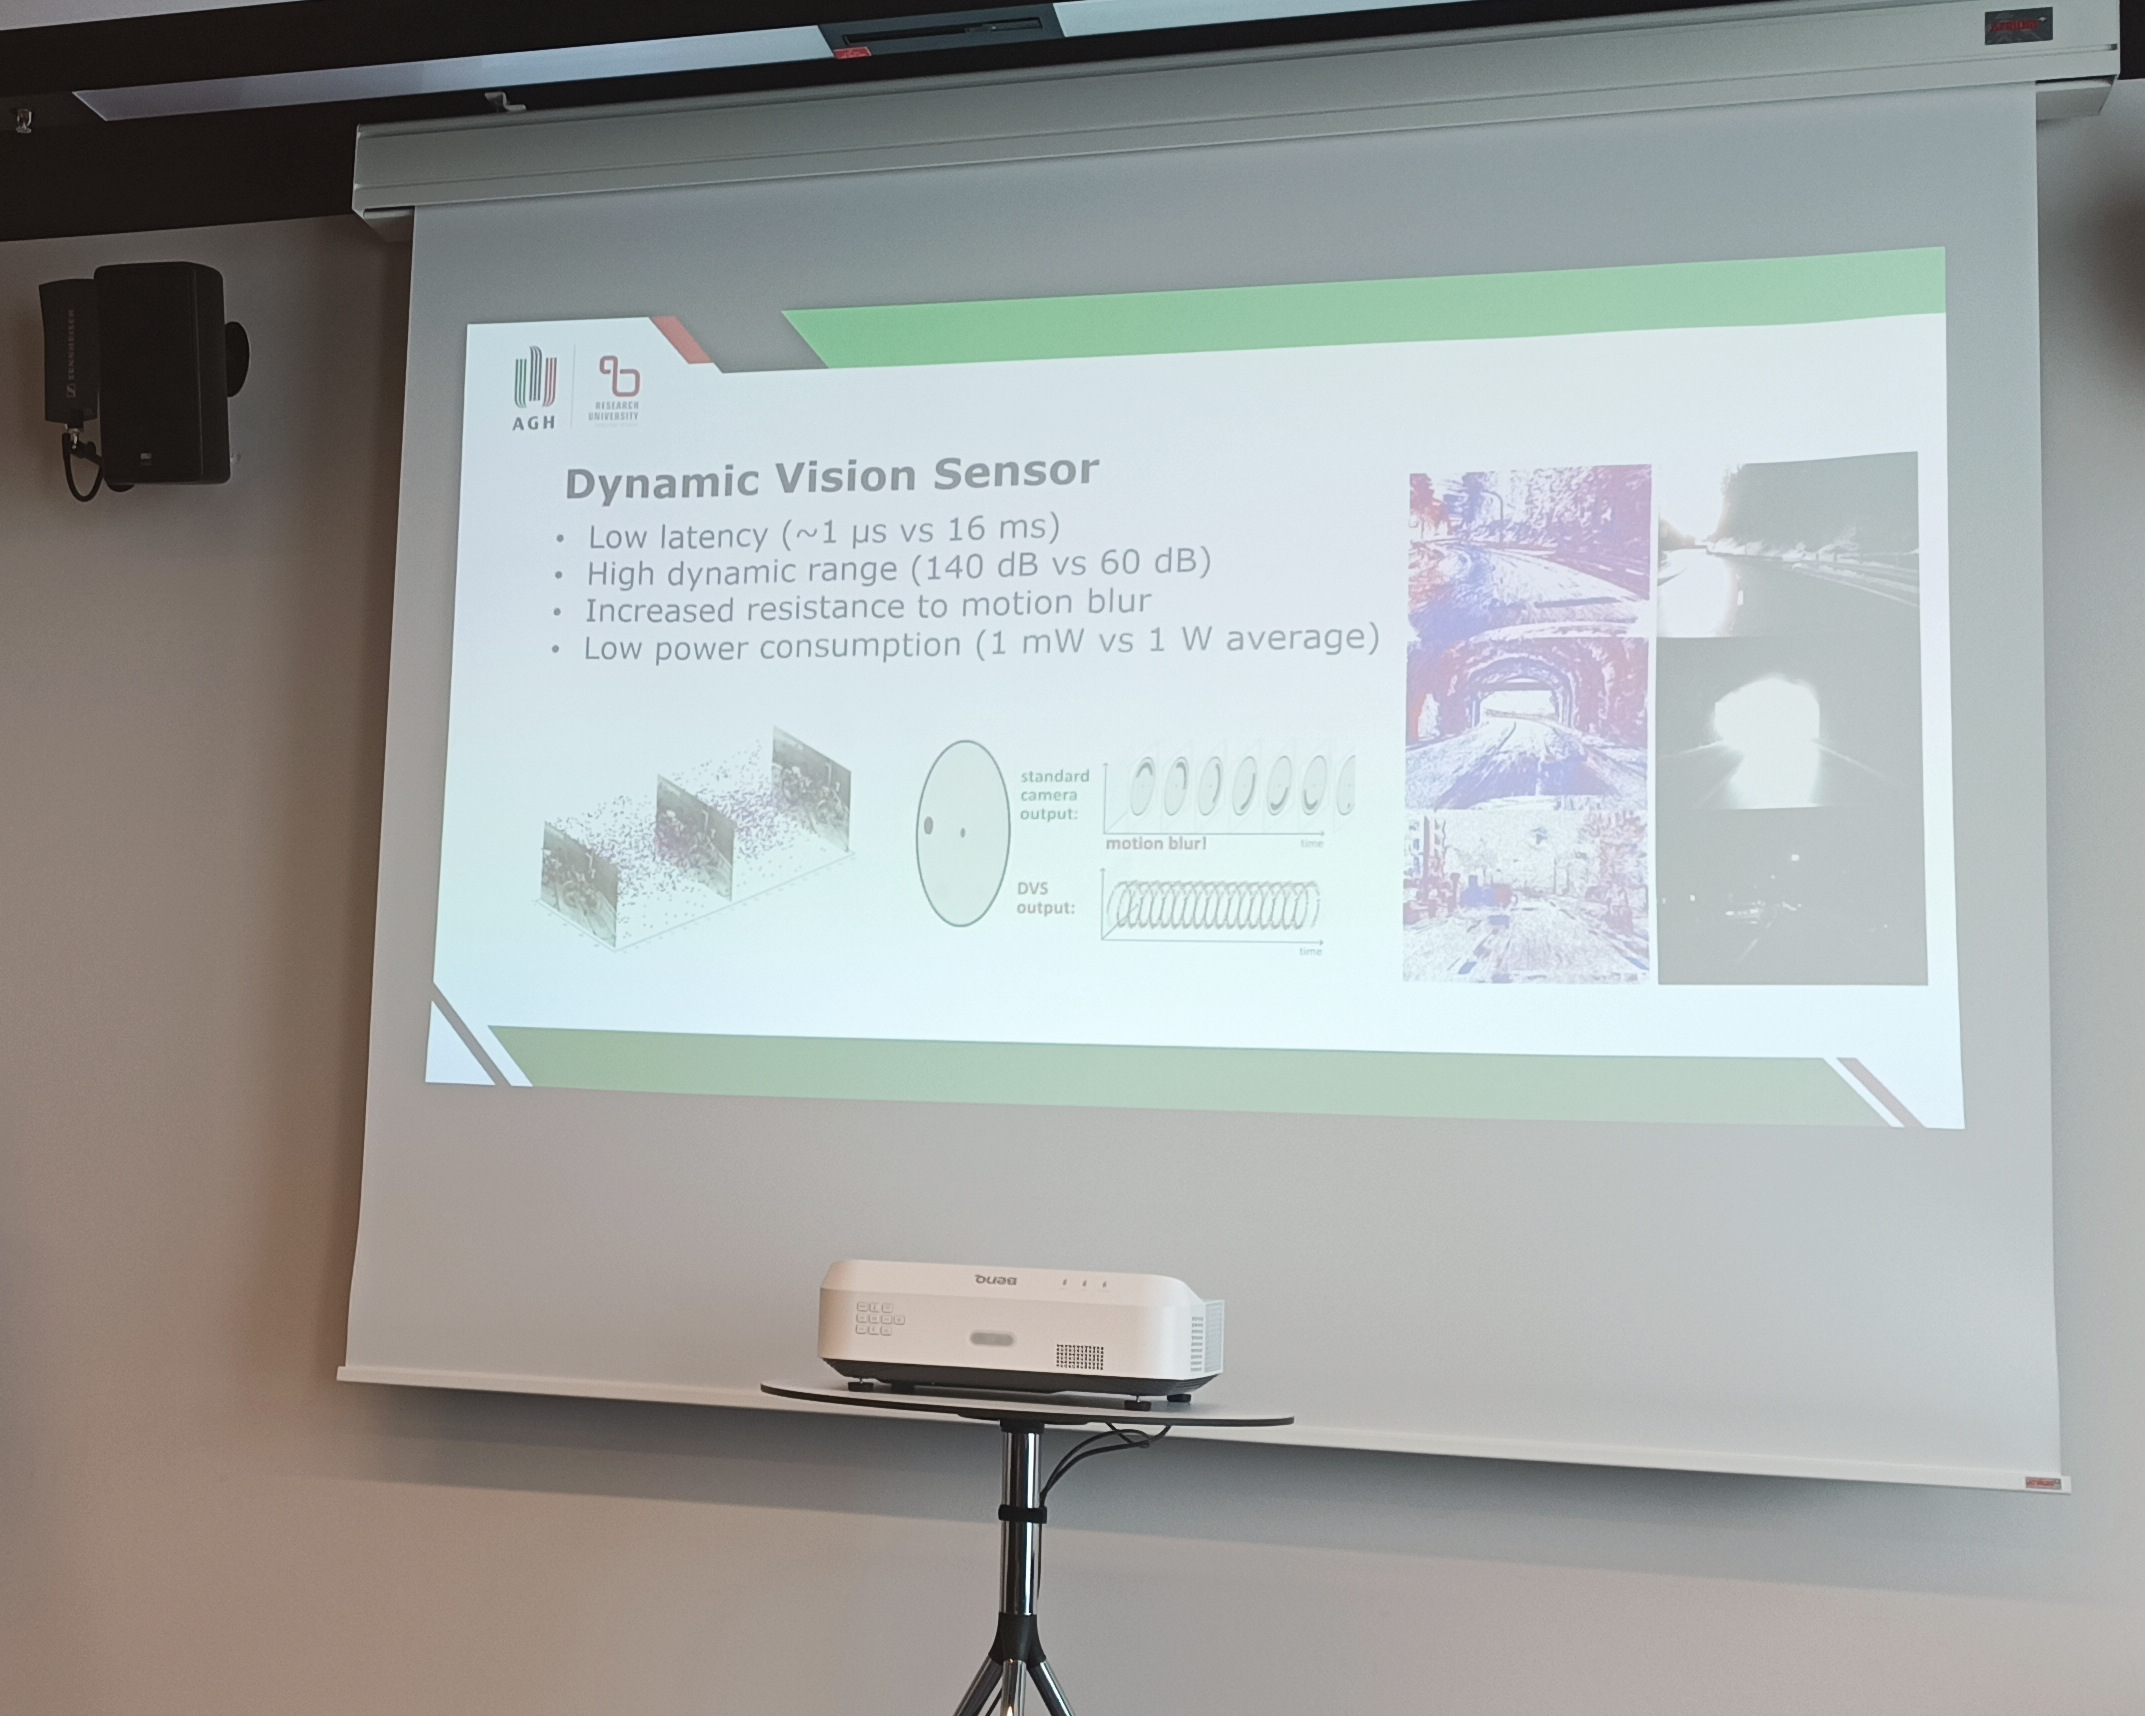 SENNHEISER
AGH
RESEARCH
UNIVERSITY
Dynamic Vision Sensor
• Low latency (~1 µs vs 16 ms)
• High dynamic range (140 dB vs 60 dB)
• Increased resistance to motion blur
• Low power consumption (1 mW vs 1 W average)
standard
camera
output:
motion blur!
time
DVS
output:
time
BenQ